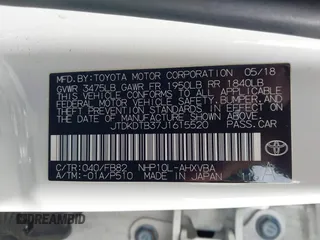 MFD. BY: TOYOTA MOTOR CORPORATION 05/18
GVWR 3475LB GAWR FR 1950LB RR 1840LB
THIS VEHICLE CONFORMS TO ALL APPLICABLE
FEDERAL MOTOR VEHICLE SAFETY, BUMPER, AND
THEFT PREVENTION STANDARDS IN EFFECT ON
THE DATE OF MANUFACTURE SHOWN ABOVE.
JTDKDTB37J1615520 PASS. CAR
C/TR: 040/FB82 NHP10L-AHXVBA
A/TM: -01A/P510 MADE IN JAPAN
TOYOTA
DREAMBID